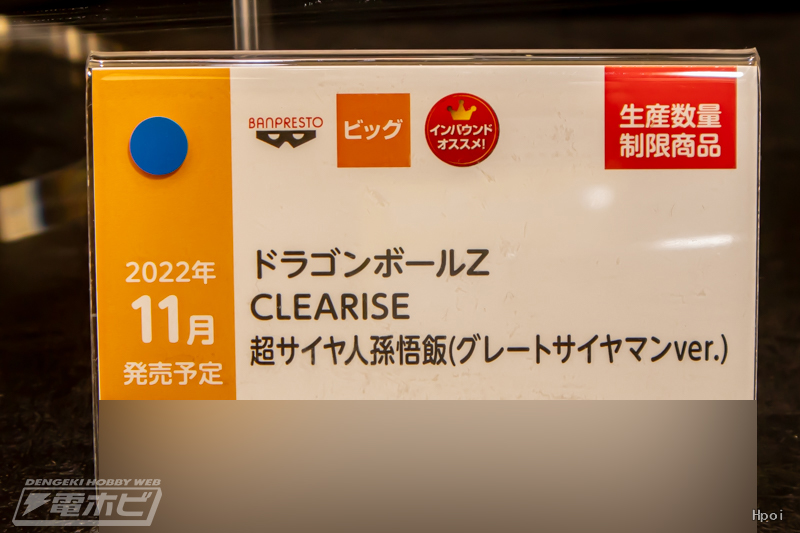 BANPRESTO
ビッグ
インバウンド
オススメ!
生産数量
制限商品
2022年
11月
発売予定
ドラゴンボールZ
CLEARISE
超サイヤ人孫悟飯(グレートサイヤマンver.)
DENGEKI HOBBY WEB
電ホビ
Hpoi